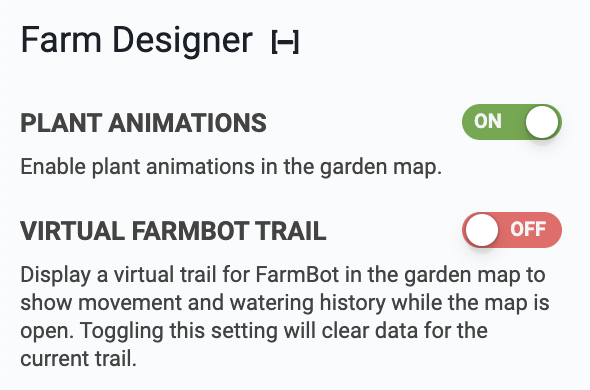 Farm Designer [–]
PLANT ANIMATIONS ON
Enable plant animations in the garden map.
VIRTUAL FARMBOT TRAIL OFF
Display a virtual trail for FarmBot in the garden map to
show movement and watering history while the map is
open. Toggling this setting will clear data for the
current trail.